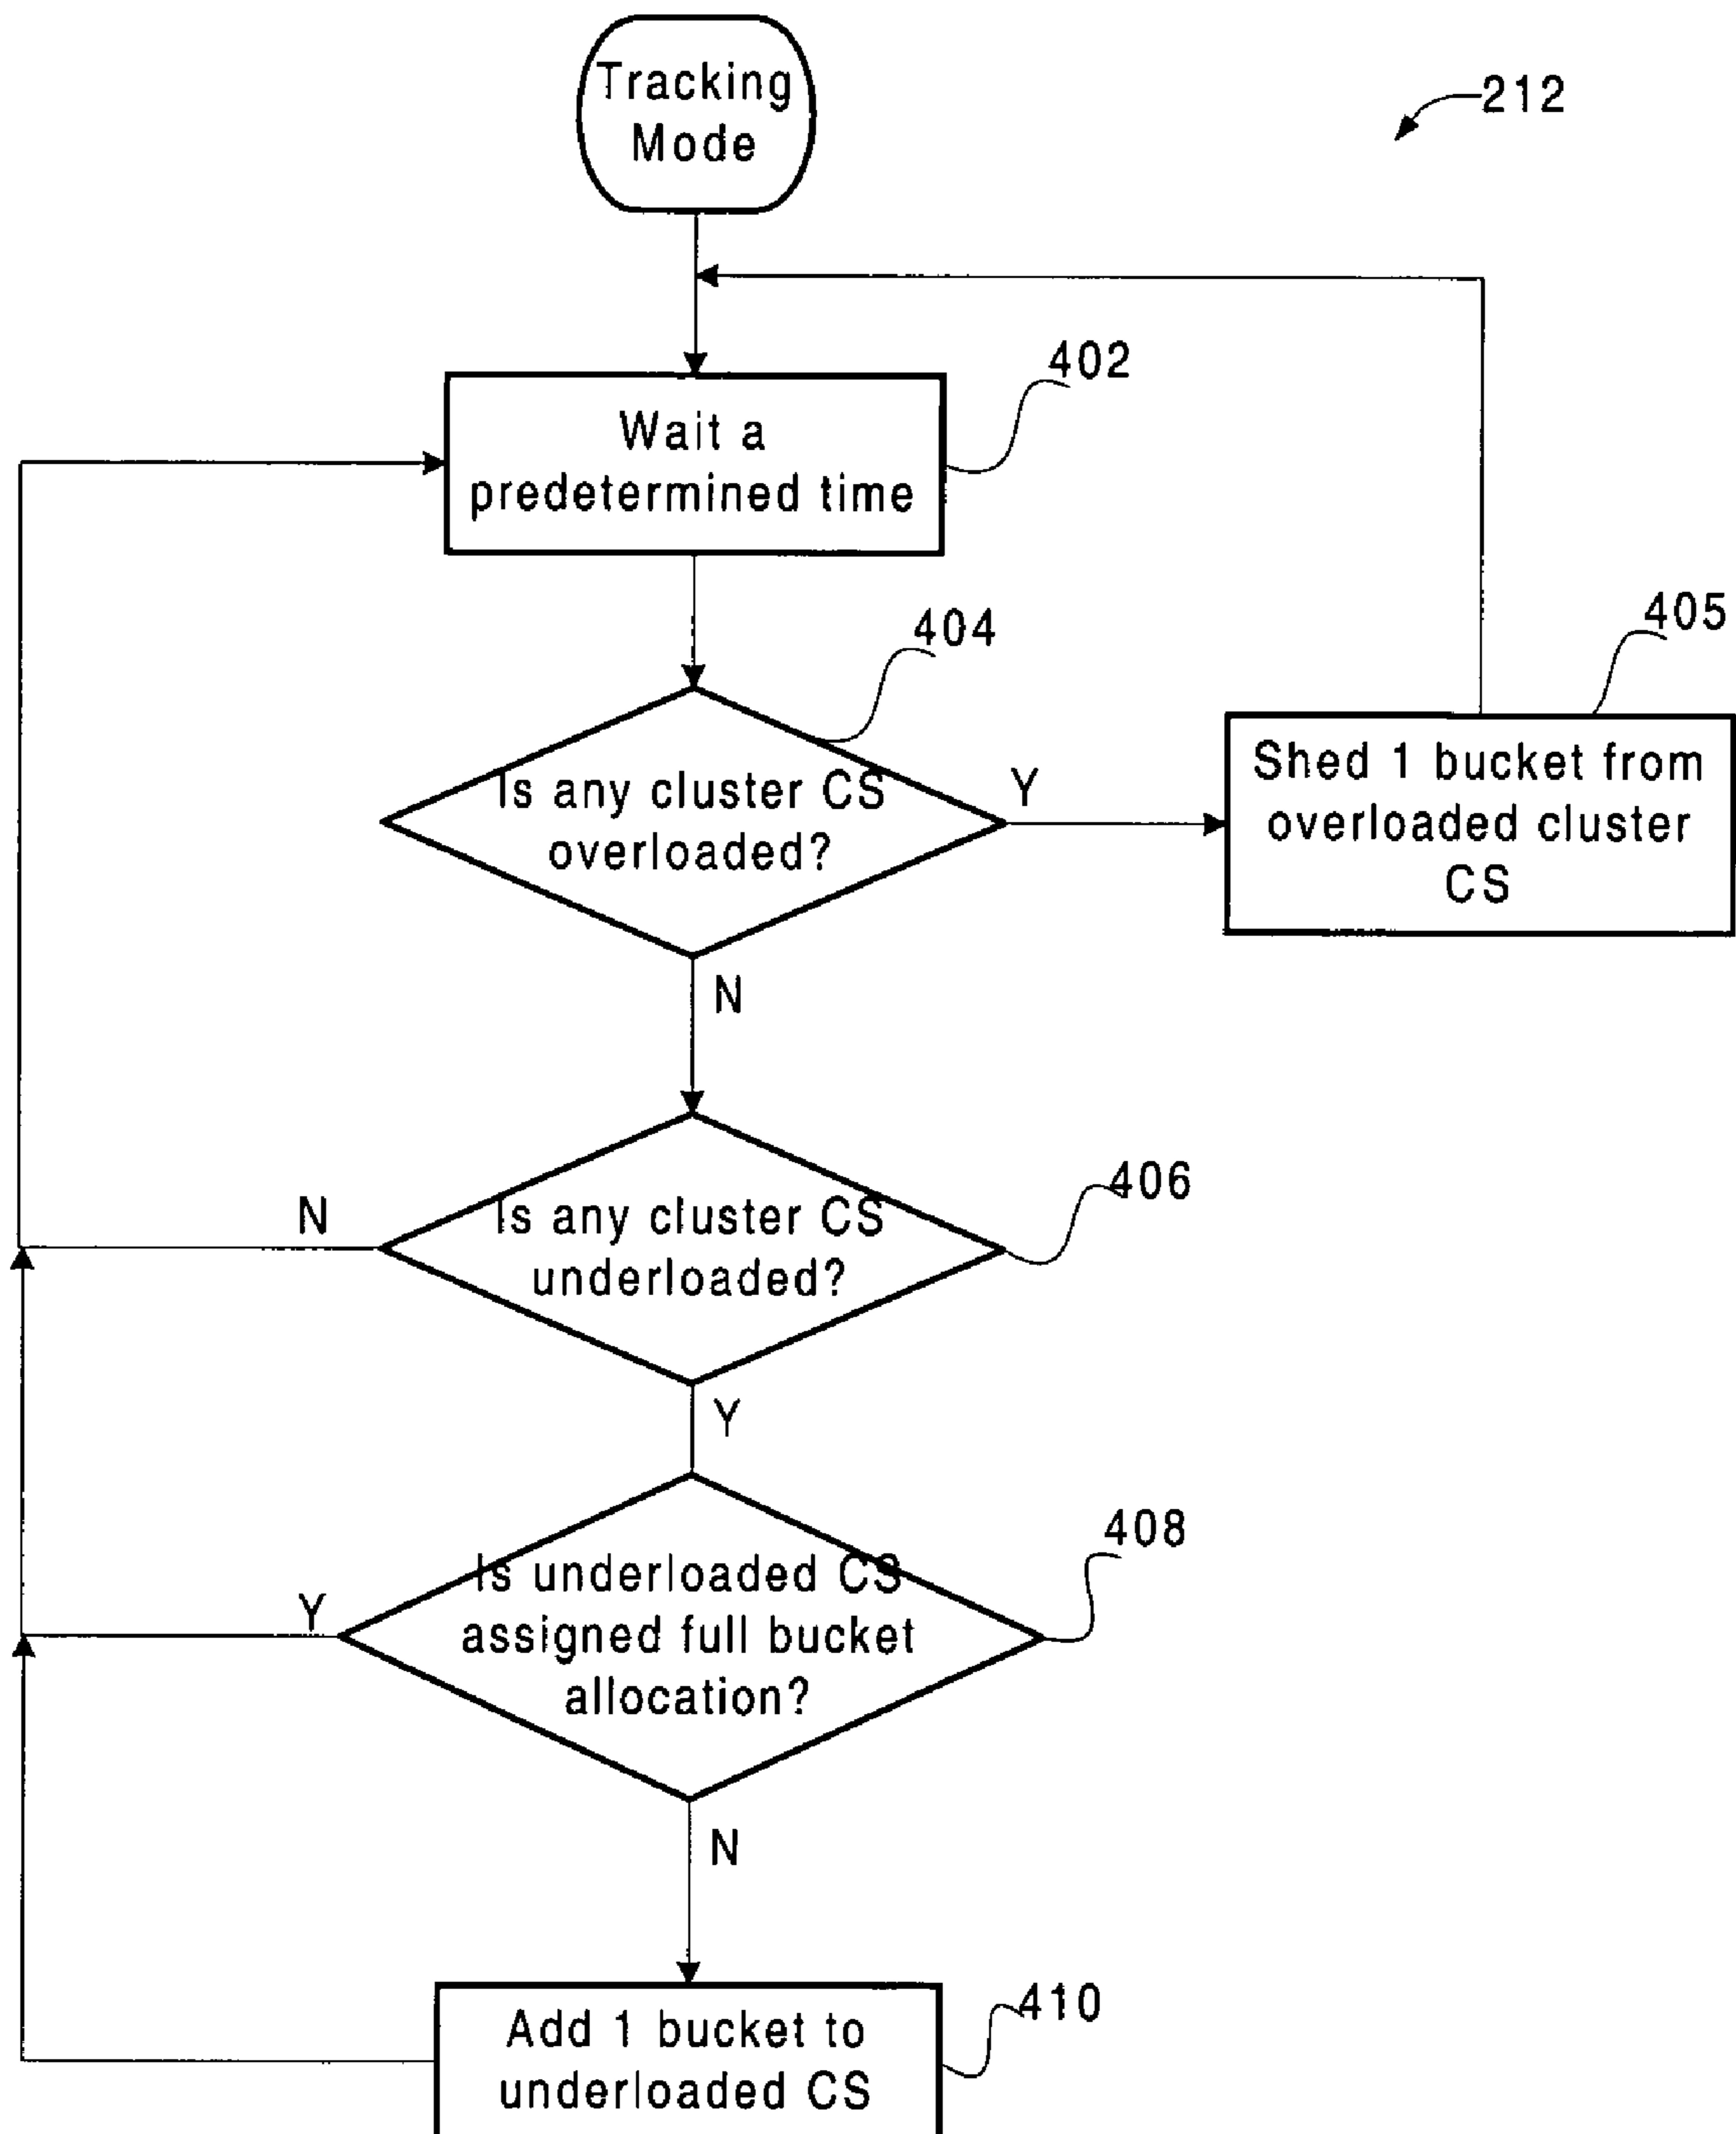 Tracking
Mode
212
402
Wait a
predetermined time
404
405
Is any cluster CS
overloaded?
Y
Shed 1 bucket from
overloaded cluster
CS
N
406
N
Is any cluster CS
underloaded?
Y
408
Y
Is underloaded CS
assigned full bucket
allocation?
N
410
Add 1 bucket to
underloaded CS